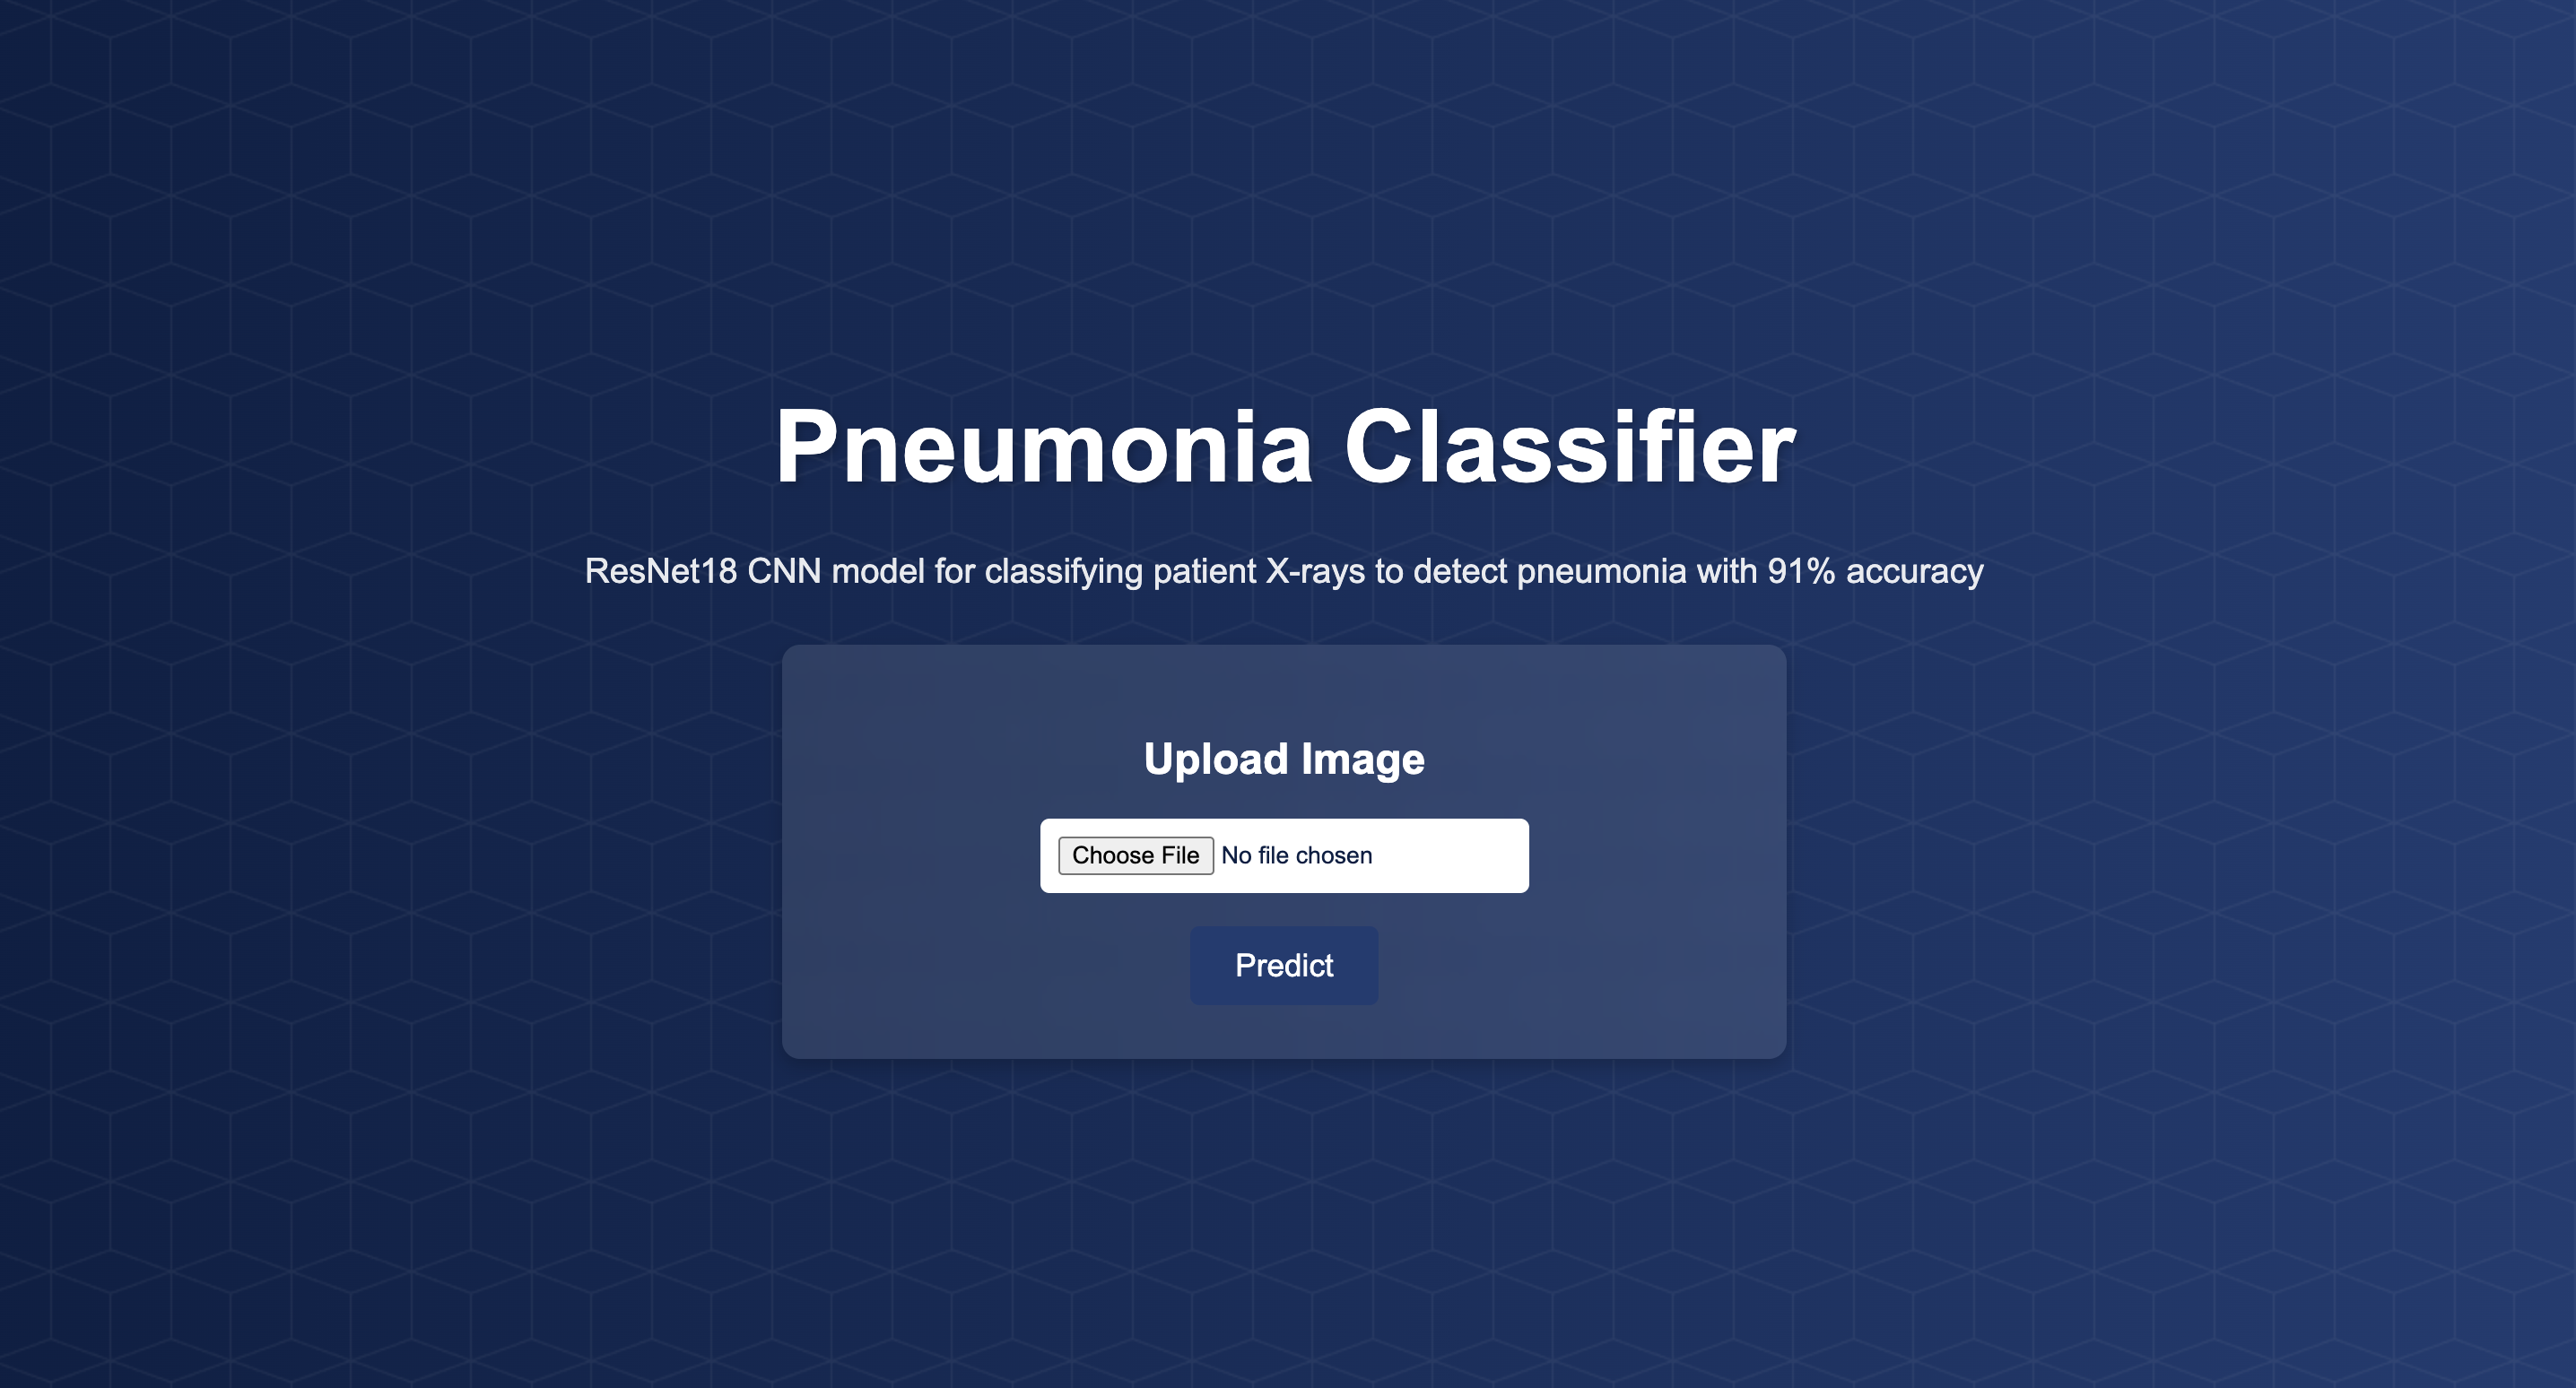 Pneumonia Classifier
ResNet18 CNN model for classifying patient X-rays to detect pneumonia with 91% accuracy
Upload Image
Choose File No file chosen
Predict